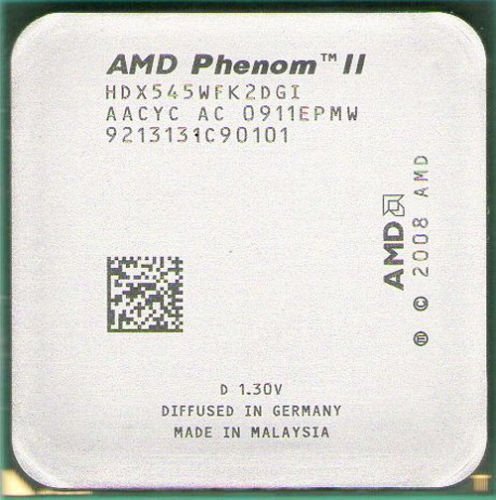 AMD Phenom™ II
HDX545WFK2DGI
AACYC AC 0911EPMW
9213131C90101
AMD
ⓜ © 2008 AMD
D 1.30V
DIFFUSED IN GERMANY
MADE IN MALAYSIA